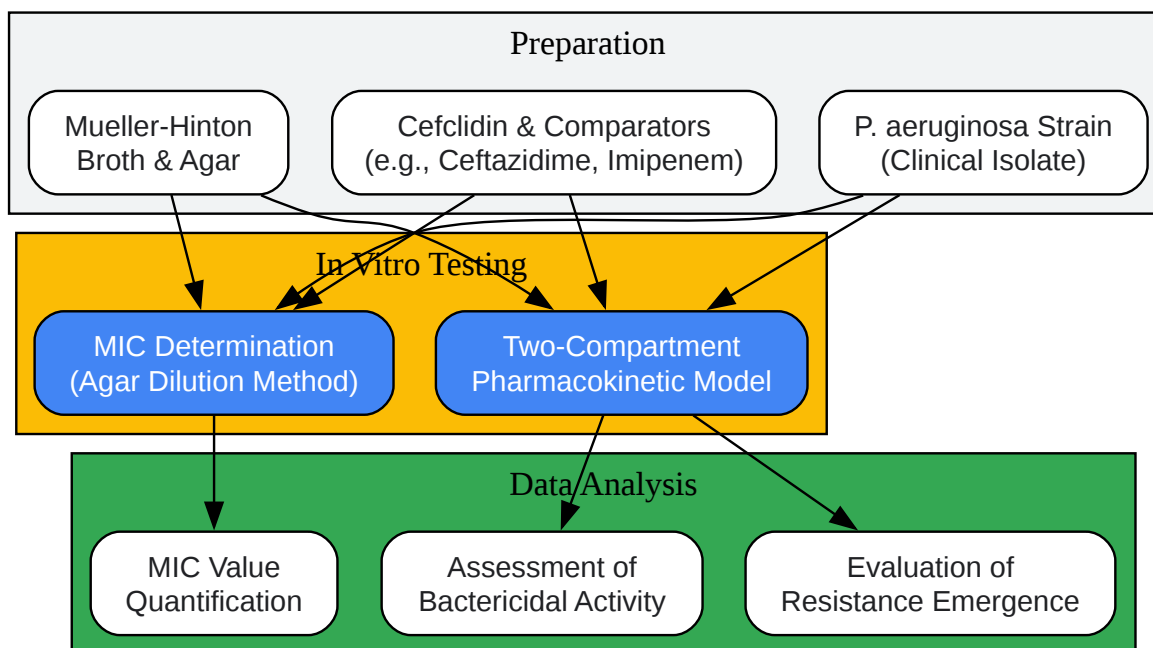 Preparation
Mueller-Hinton
Broth & Agar
Cefclidin & Comparators
(e.g., Ceftazidime, Imipenem)
P. aeruginosa Strain
(Clinical Isolate)
In Vitro Testing
MIC Determination
(Agar Dilution Method)
Two-Compartment
Pharmacokinetic Model
Data Analysis
MIC Value
Quantification
Assessment of
Bactericidal Activity
Evaluation of
Resistance Emergence